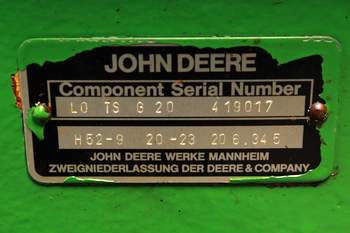 JOHN DEERE
Component Serial Number
LO TS G 20 419017
H52-9 20-23 206.345
JOHN DEERE WERKE MANNHEIM
ZWEIGNIEDERLASSUNG DER DEERE & COMPANY